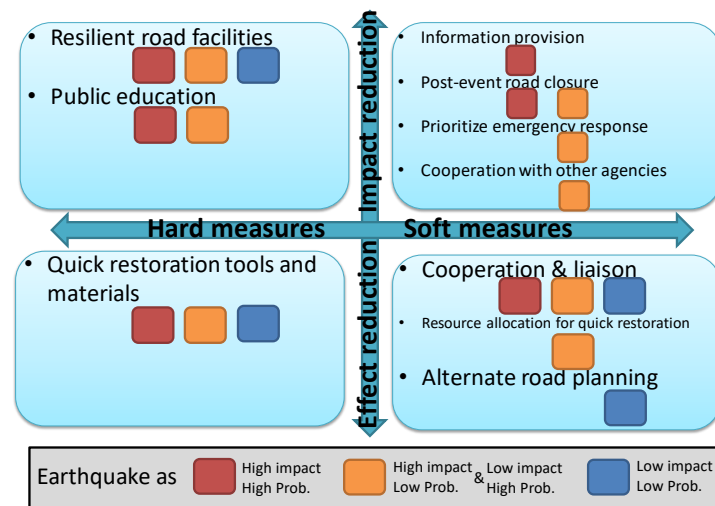 • Resilient road facilities
• Public education
• Information provision
• Post-event road closure
• Prioritize emergency response
• Cooperation with other agencies
Impact reduction
Hard measures
Soft measures
Effect reduction
• Quick restoration tools and
materials
• Cooperation & liaison
• Resource allocation for quick restoration
• Alternate road planning
Earthquake as
High impact
High Prob.
High impact
Low Prob.
&
Low impact
High Prob.
Low impact
Low Prob.